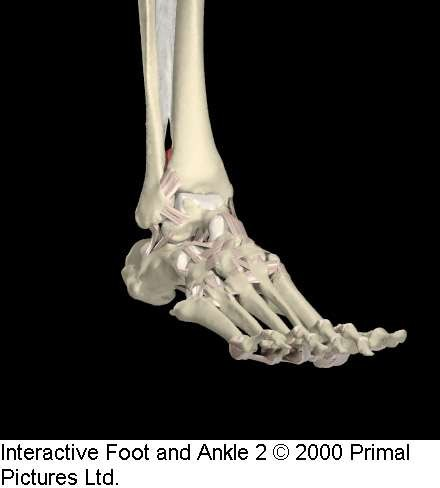 Interactive Foot and Ankle 2 © 2000 Primal
Pictures Ltd.